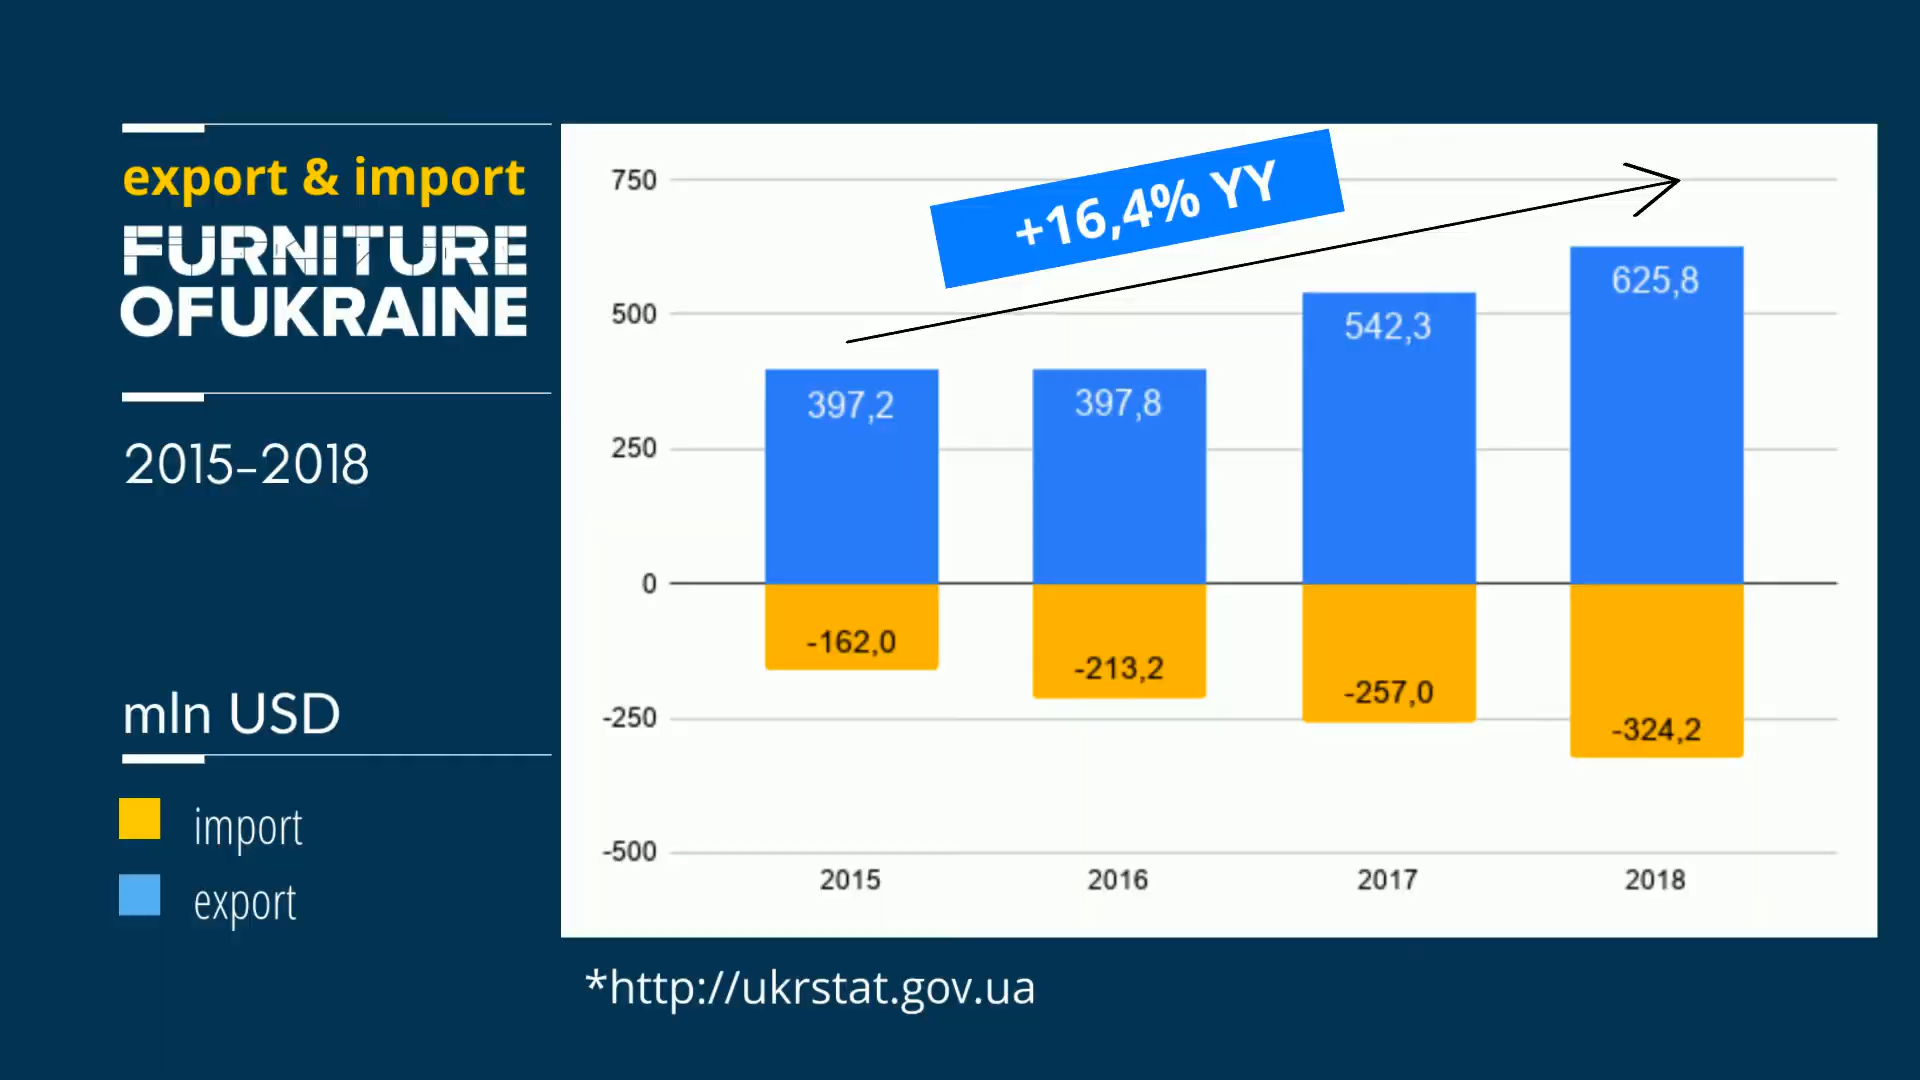 export & import
FURNITURE
OFUKRAINE
2015-2018
mln USD
import
export
+16,4% YY
750
500
250
0
-250
-500
397,2
397,8
542,3
625,8
-162,0
-213,2
-257,0
-324,2
2015
2016
2017
2018
*http://ukrstat.gov.ua